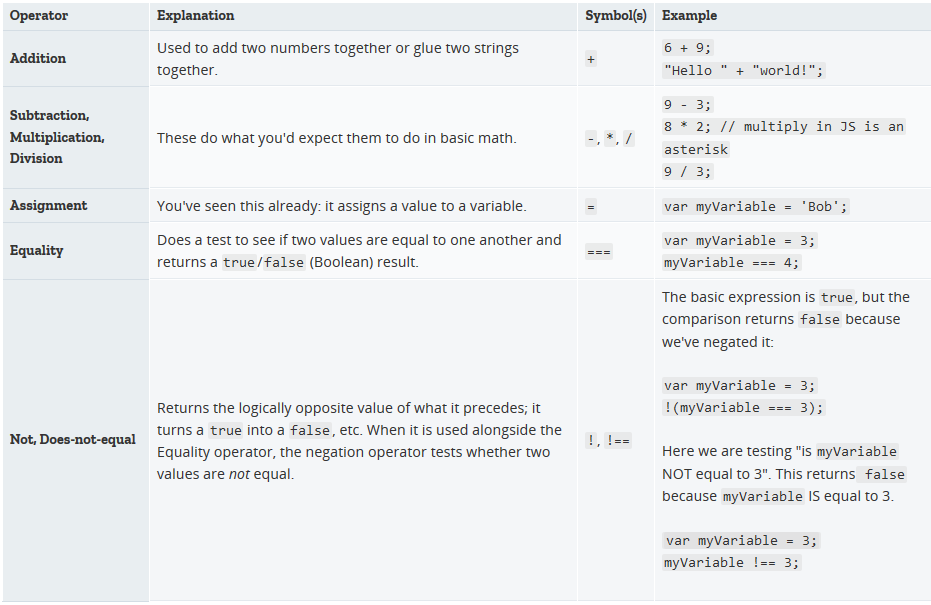 Operator Explanation Symbol(s) Example
Addition
Used to add two numbers together or glue two strings
together.
+
6 + 9;
"Hello " + "world!";
Subtraction,
Multiplication,
Division
These do what you'd expect them to do in basic math.
-, *, /
9 - 3;
8 * 2; // multiply in JS is an
asterisk
9 / 3;
Assignment
You've seen this already: it assigns a value to a variable.
=
var myVariable = 'Bob';
Equality
Does a test to see if two values are equal to one another and
returns a true/false (Boolean) result.
===
var myVariable = 3;
myVariable === 4;
Not, Does-not-equal
Returns the logically opposite value of what it precedes; it
turns a true into a false, etc. When it is used alongside the
Equality operator, the negation operator tests whether two
values are not equal.
!, !==
The basic expression is true, but the
comparison returns false because
we've negated it:
var myVariable = 3;
!(myVariable === 3);
Here we are testing "is myVariable
NOT equal to 3". This returns false
because myVariable IS equal to 3.
var myVariable = 3;
myVariable !== 3;